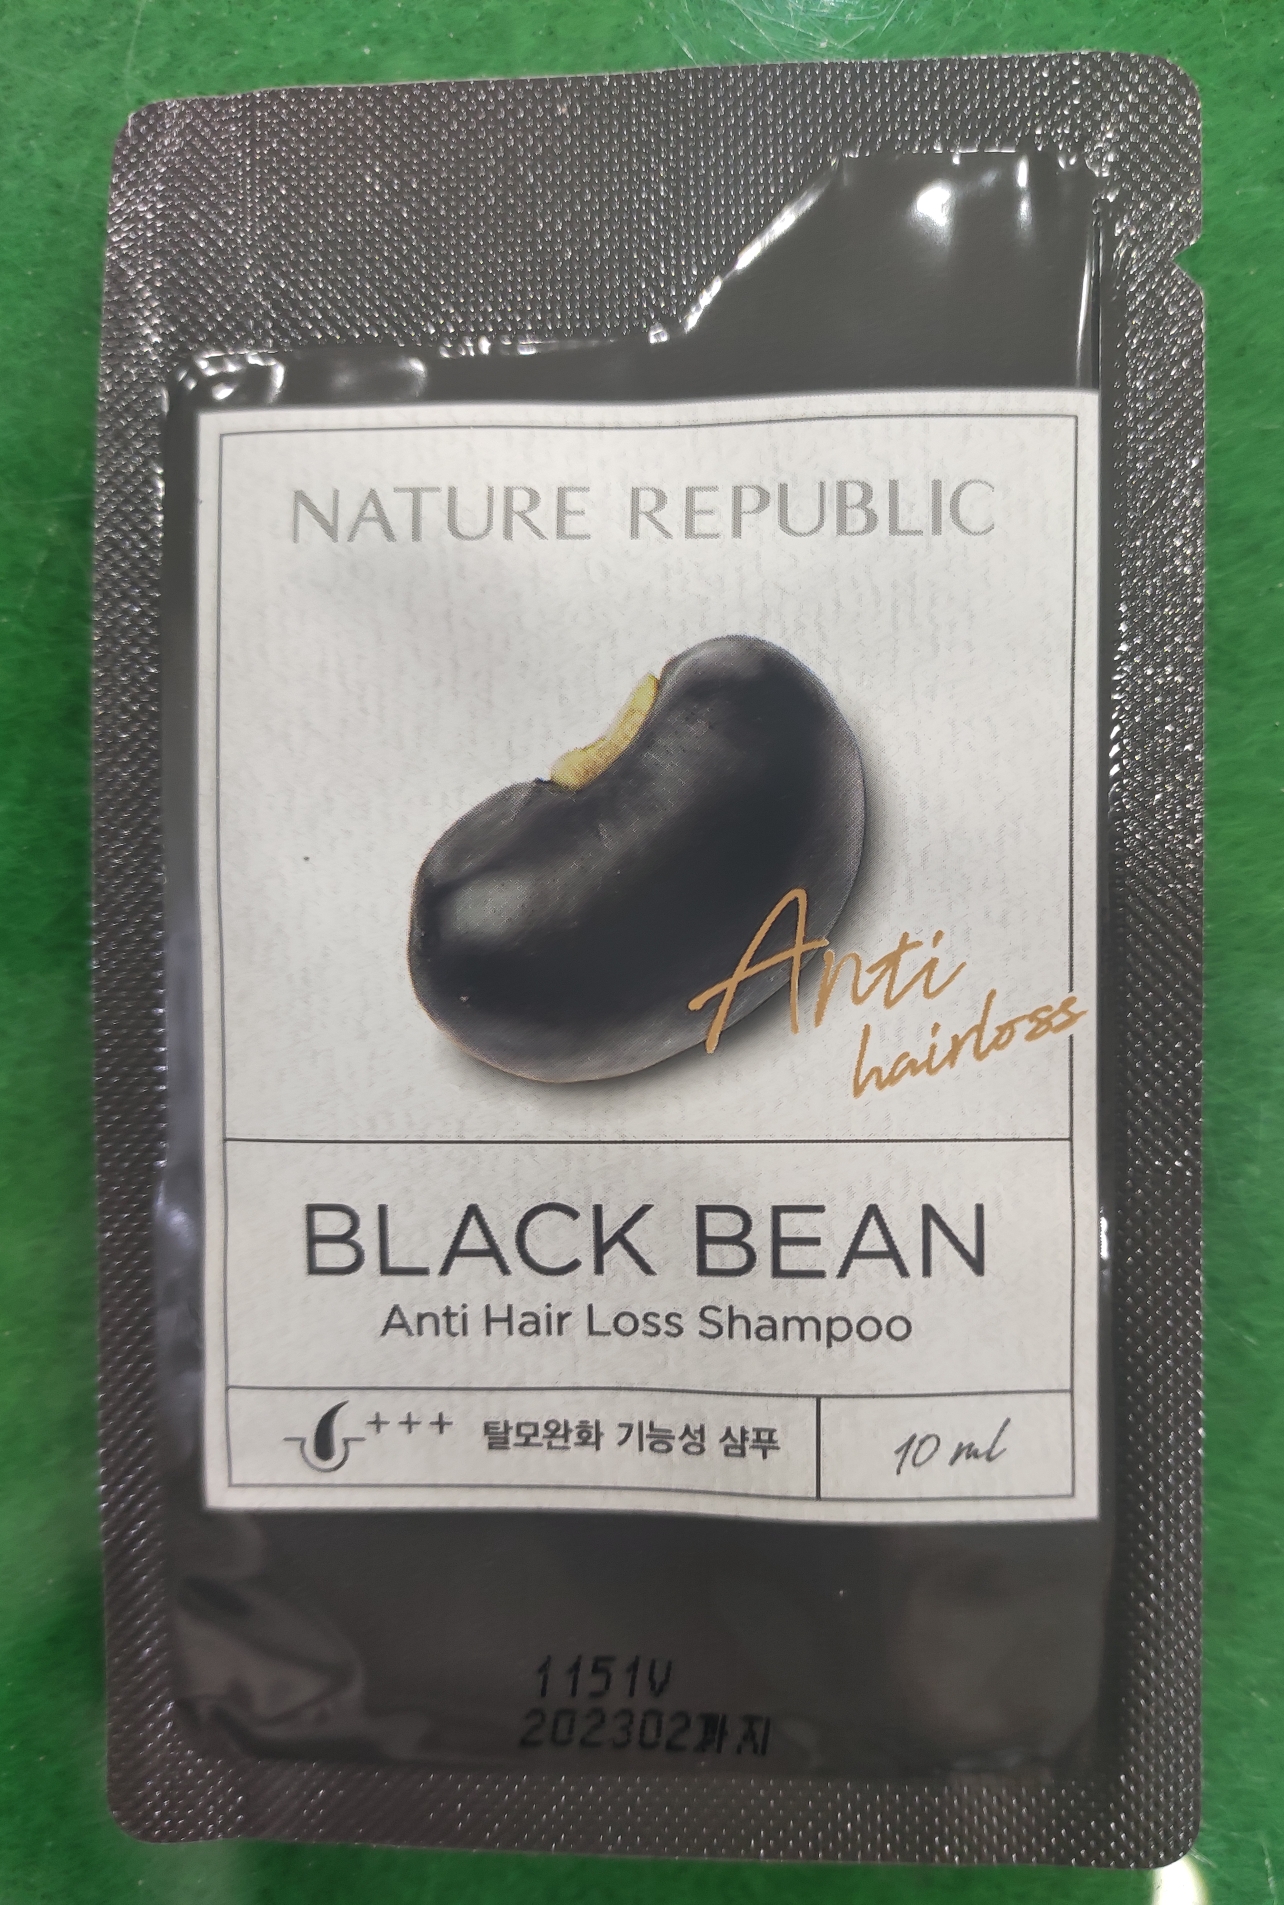 NATURE REPUBLIC
Anti
hairloss
BLACK BEAN
Anti Hair Loss Shampoo
+++ 탈모완화 기능성 샴푸
10 ml
1151V
202302까지